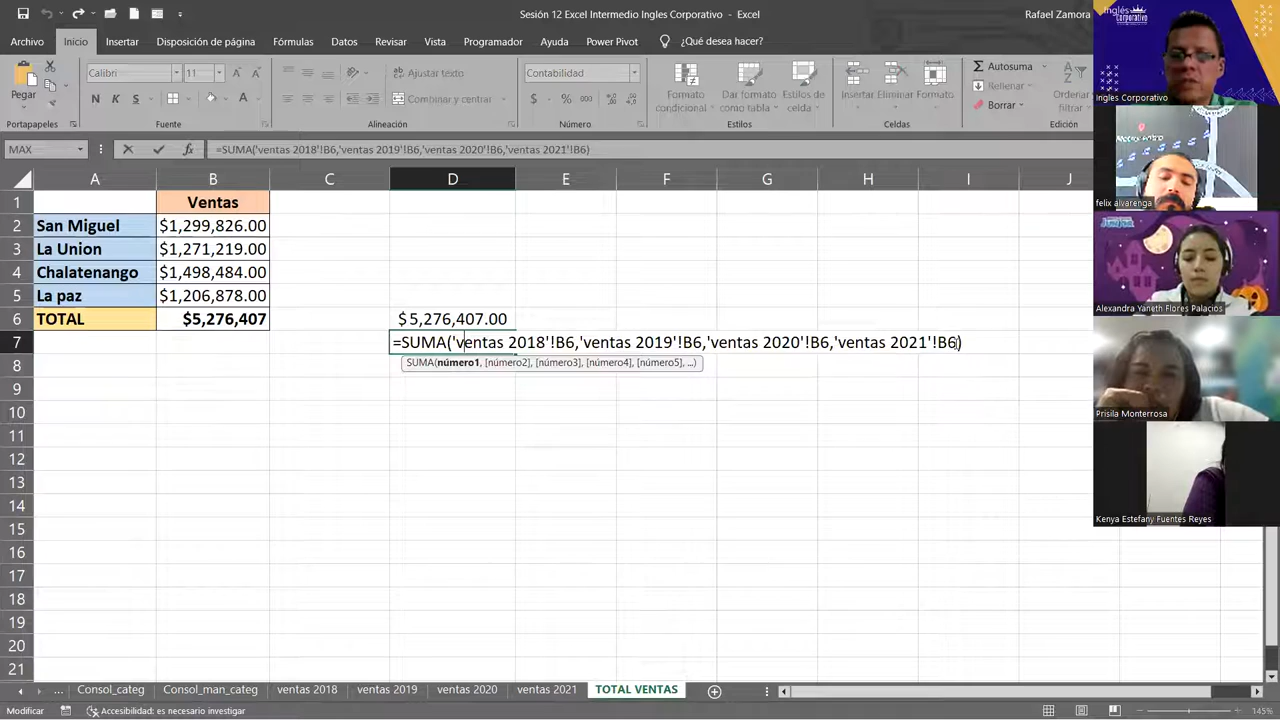 Sesión 12 Excel Intermedio Ingles Corporativo - Excel
Rafael Zamora
Archivo Inicio Insertar Disposición de página Fórmulas Datos Revisar Vista Programador Ayuda Power Pivot ¿Qué desea hacer?
Pegar
Calibri 11
N K S
Ajustar texto
Combinar y centrar
Contabilidad
$ % 000
Formato condicional
Dar formato como tabla
Estilos de celda
Insertar Eliminar Formato
Autosuma
Rellenar
Borrar
Ordenar
filtrar
Portapapeles Fuente Alineación Número Estilos Celdas Edición
MAX =SUMA('ventas 2018'!B6,'ventas 2019'!B6,'ventas 2020'!B6,'ventas 2021'!B6)
A B C D E F G H I J
1 Ventas
2 San Miguel $1,299,826.00
3 La Union $1,271,219.00
4 Chalatenango $1,498,484.00
5 La paz $1,206,878.00
6 TOTAL $5,276,407 $5,276,407.00
7 =SUMA('ventas 2018'!B6,'ventas 2019'!B6,'ventas 2020'!B6,'ventas 2021'!B6)
8 SUMA(número1, [número2], [número3], [número4], [número5], ...)
9
10
11
12
13
14
15
16
17
18
19
20
21
... Consol_categ Consol_man_categ ventas 2018 ventas 2019 ventas 2020 ventas 2021 TOTAL VENTAS
Modificar Accesibilidad: es necesario investigar 145%
Inglés
Corporativo
Ingles Corporativo
felix alvarenga
Alexandra Yaneth Flores Palacios
Prisila Monterrosa
Kenya Estefany Fuentes Reyes